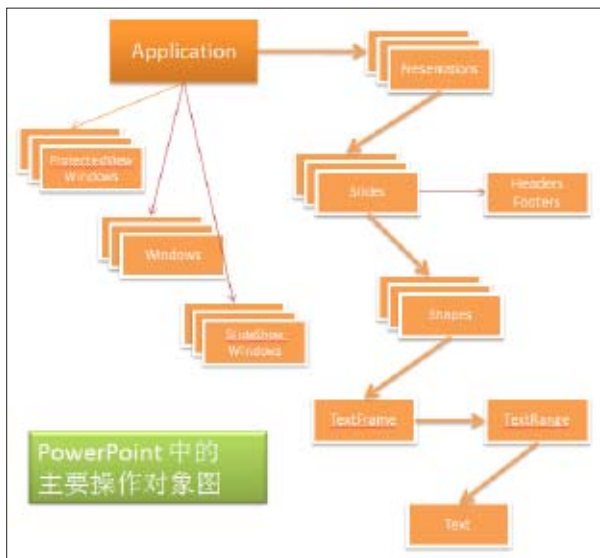 Application
Presentations
ProtectedView
Windows
Slides
Headers
Footers
Windows
Shapes
SlideShow
Windows
TextFrame
TextRange
PowerPoint 中的
主要操作对象图
Text